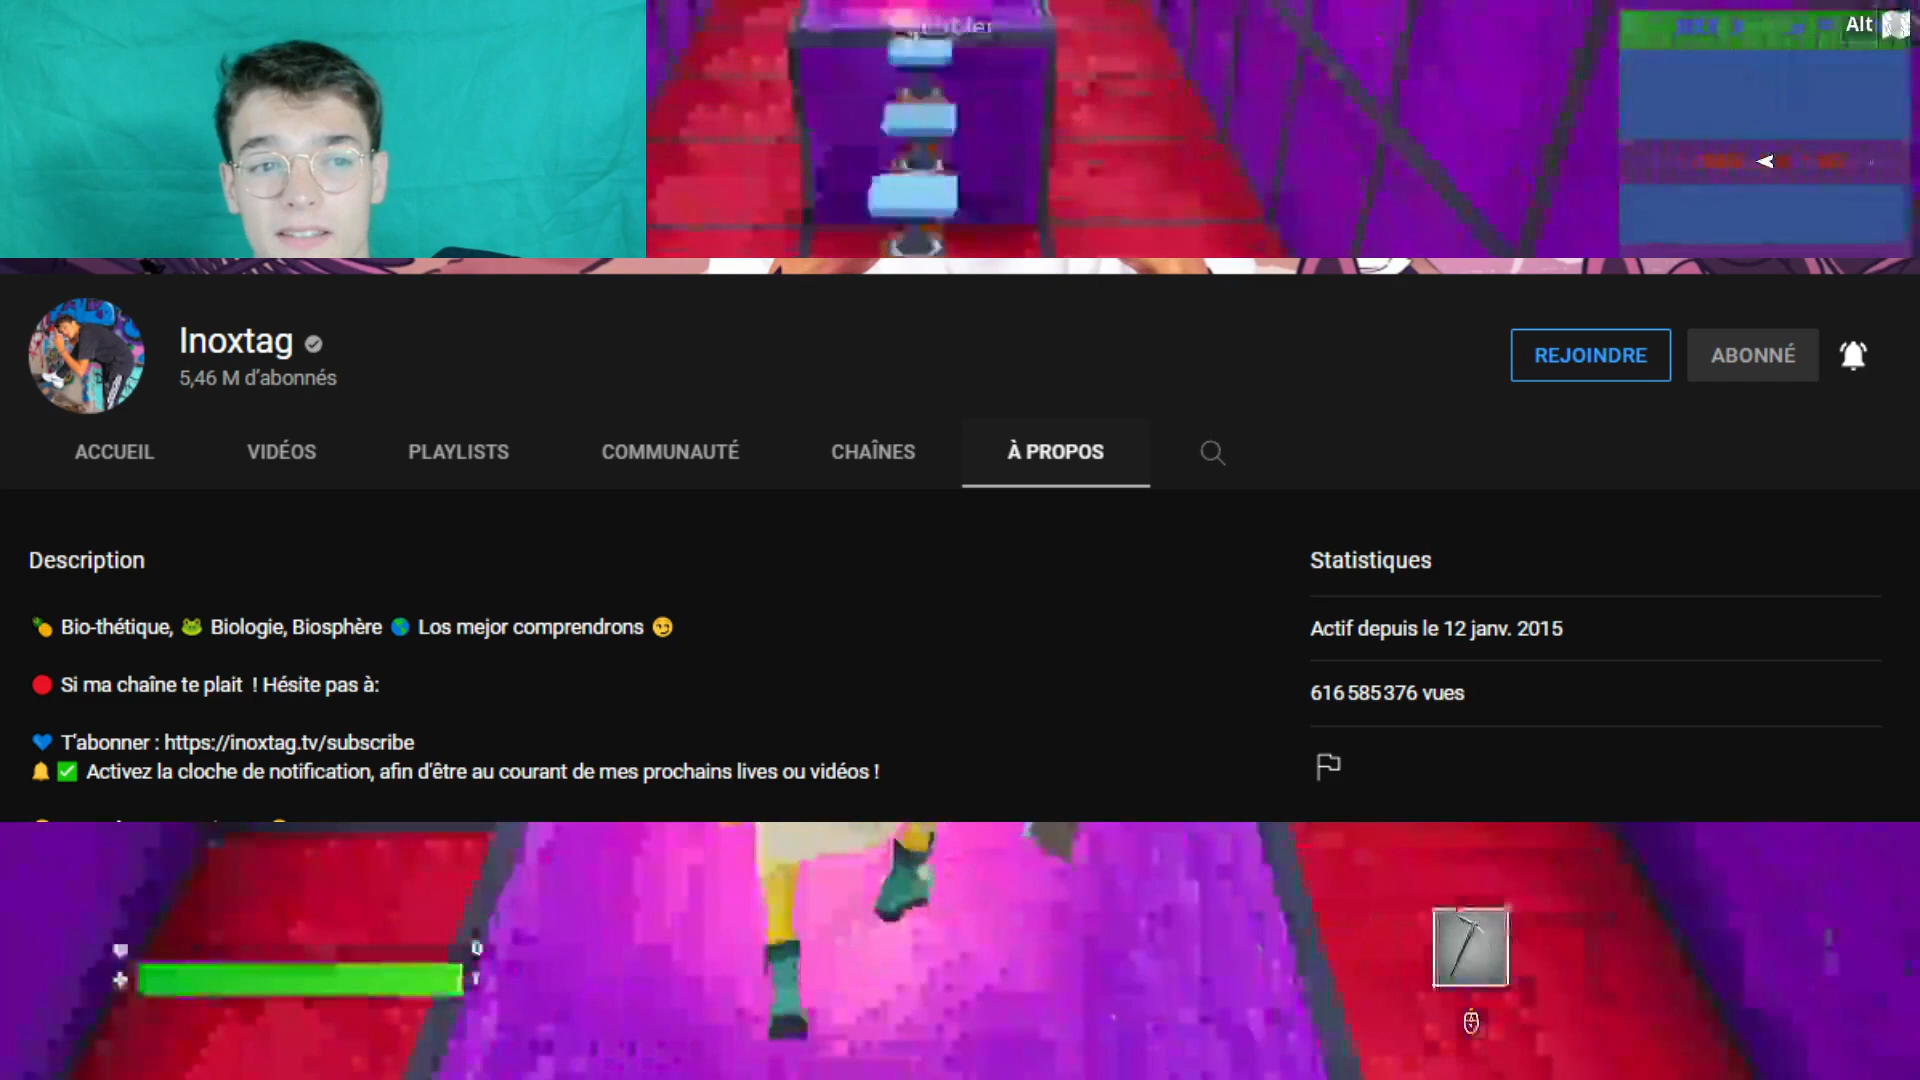 Alt
Inoxtag
5,46 M d'abonnés
REJOINDRE
ABONNÉ
ACCUEIL
VIDÉOS
PLAYLISTS
COMMUNAUTÉ
CHAÎNES
À PROPOS
Description
Statistiques
🍍 Bio-thétique, 🐸 Biologie, Biosphère 🌎 Los mejor comprendrons 😏
Actif depuis le 12 janv. 2015
🔴 Si ma chaîne te plait ! Hésite pas à:
616 585 376 vues
💙 T'abonner : https://inoxtag.tv/subscribe
🔔 ✅ Activez la cloche de notification, afin d'être au courant de mes prochains lives ou vidéos !